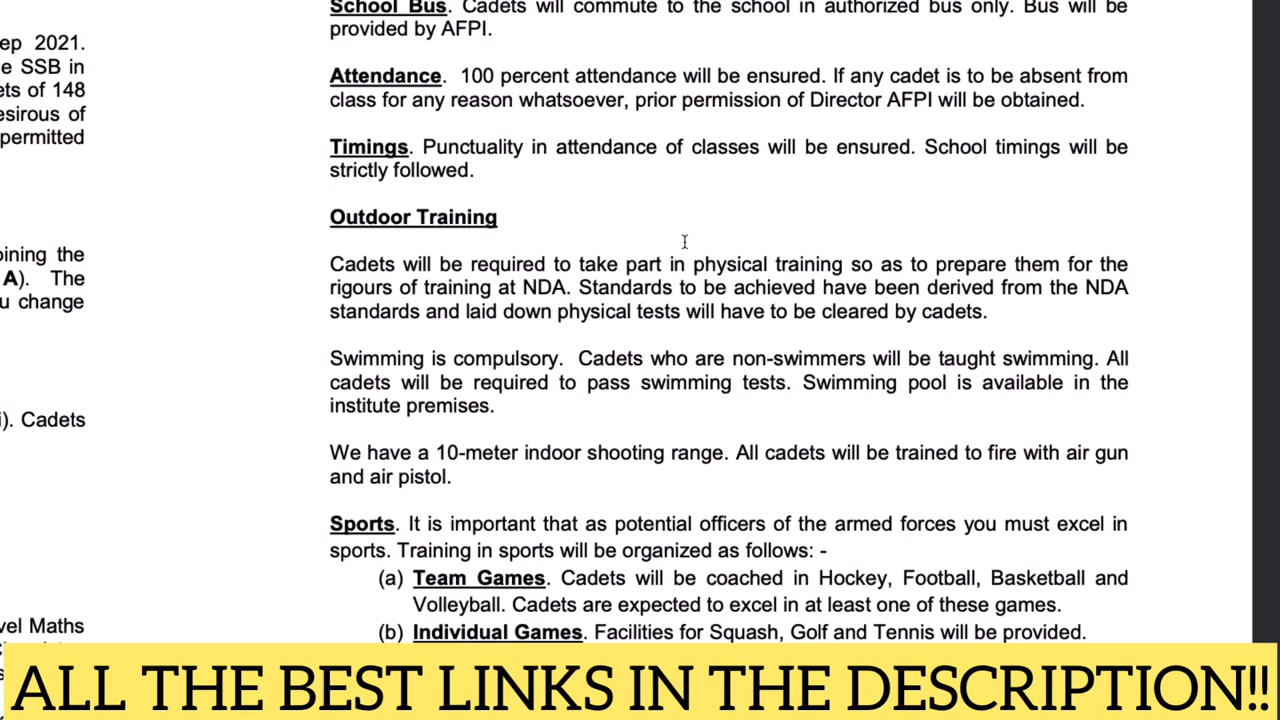 ep 2021.
e SSB in
ets of 148
esirous of
permitted
oining the
A). The
u change
i). Cadets
vel Maths
School Bus. Cadets will commute to the school in authorized bus only. Bus will be
provided by AFPI.
Attendance. 100 percent attendance will be ensured. If any cadet is to be absent from
class for any reason whatsoever, prior permission of Director AFPI will be obtained.
Timings. Punctuality in attendance of classes will be ensured. School timings will be
strictly followed.
Outdoor Training
Cadets will be required to take part in physical training so as to prepare them for the
rigours of training at NDA. Standards to be achieved have been derived from the NDA
standards and laid down physical tests will have to be cleared by cadets.
Swimming is compulsory. Cadets who are non-swimmers will be taught swimming. All
cadets will be required to pass swimming tests. Swimming pool is available in the
institute premises.
We have a 10-meter indoor shooting range. All cadets will be trained to fire with air gun
and air pistol.
Sports. It is important that as potential officers of the armed forces you must excel in
sports. Training in sports will be organized as follows: -
(a) Team Games. Cadets will be coached in Hockey, Football, Basketball and
Volleyball. Cadets are expected to excel in at least one of these games.
(b) Individual Games. Facilities for Squash, Golf and Tennis will be provided.
ALL THE BEST LINKS IN THE DESCRIPTION!!